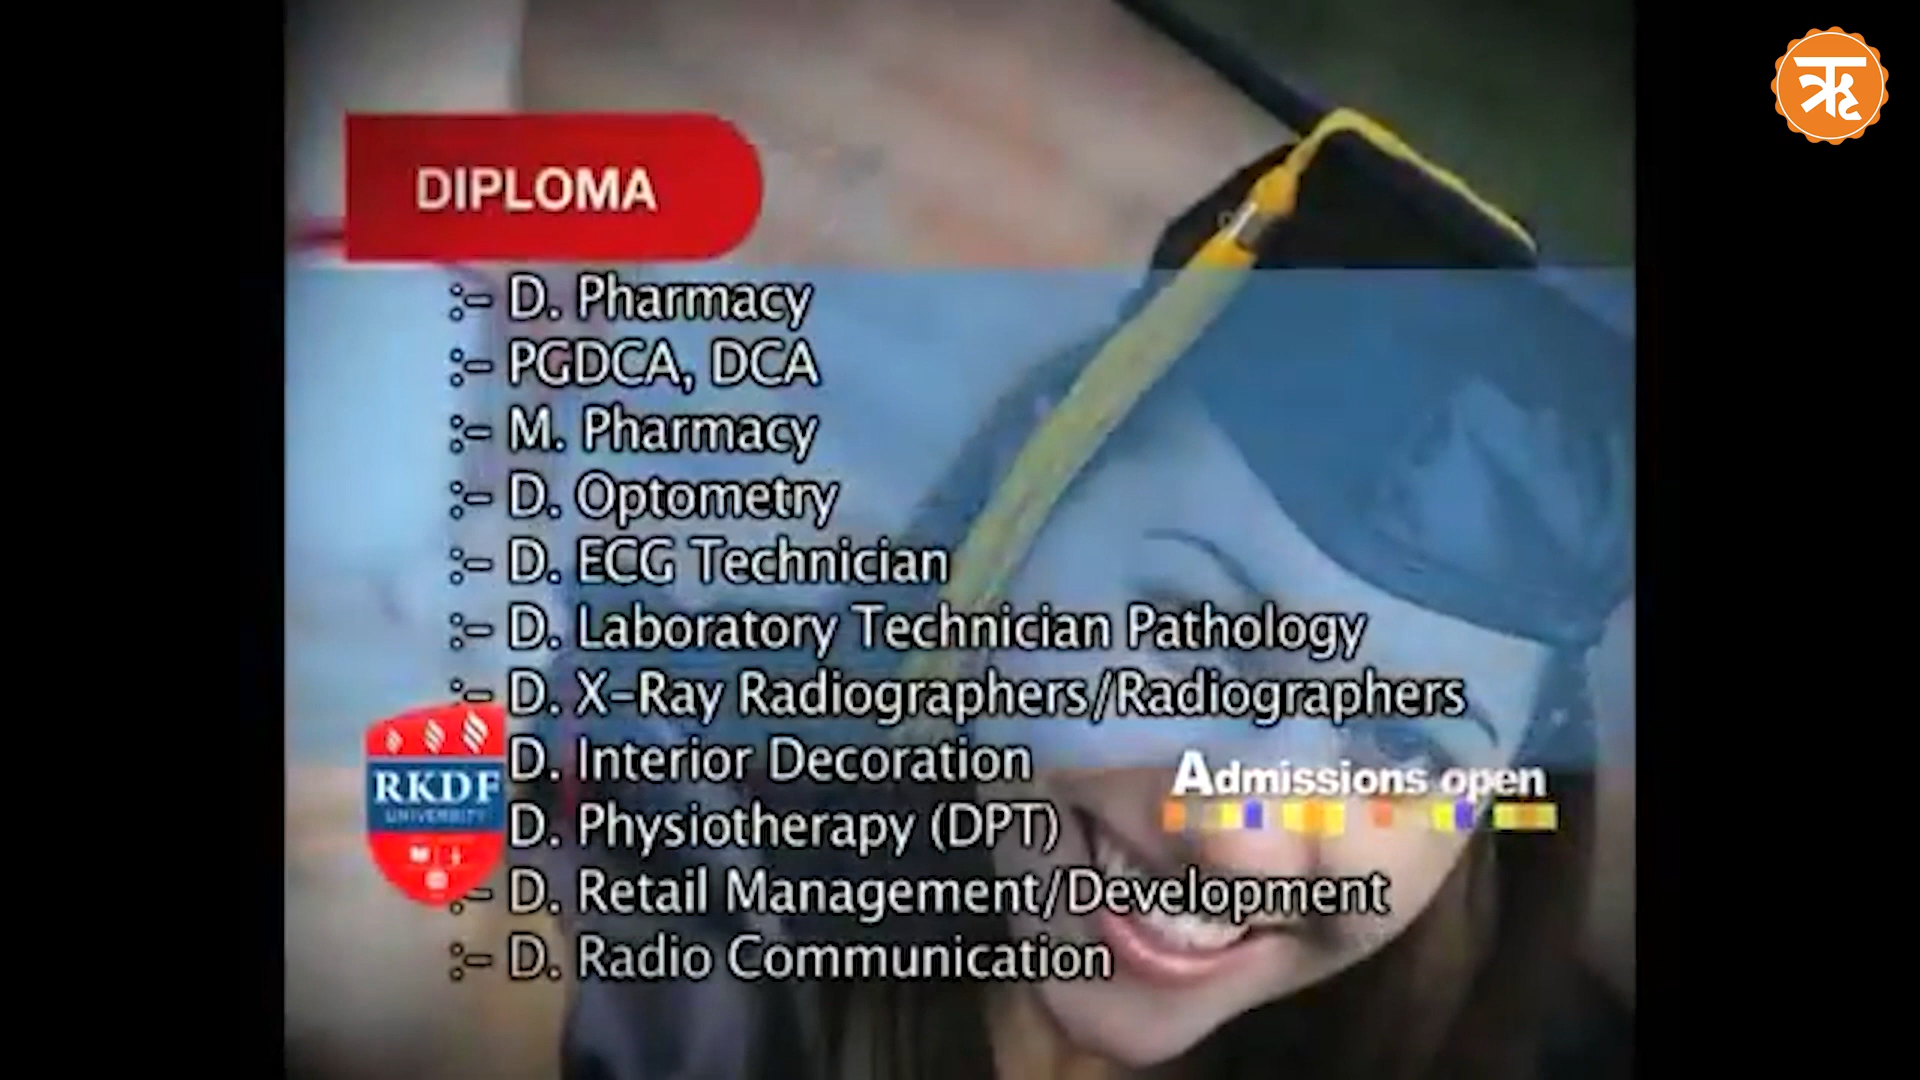 ऋ
DIPLOMA
:- D. Pharmacy
:- PGDCA, DCA
:- M. Pharmacy
:- D. Optometry
:- D. ECG Technician
:- D. Laboratory Technician Pathology
:- D. X-Ray Radiographers/Radiographers
D. Interior Decoration
D. Physiotherapy (DPT)
:- D. Retail Management/Development
:- D. Radio Communication
RKDF
UNIVERSITY
Admissions open